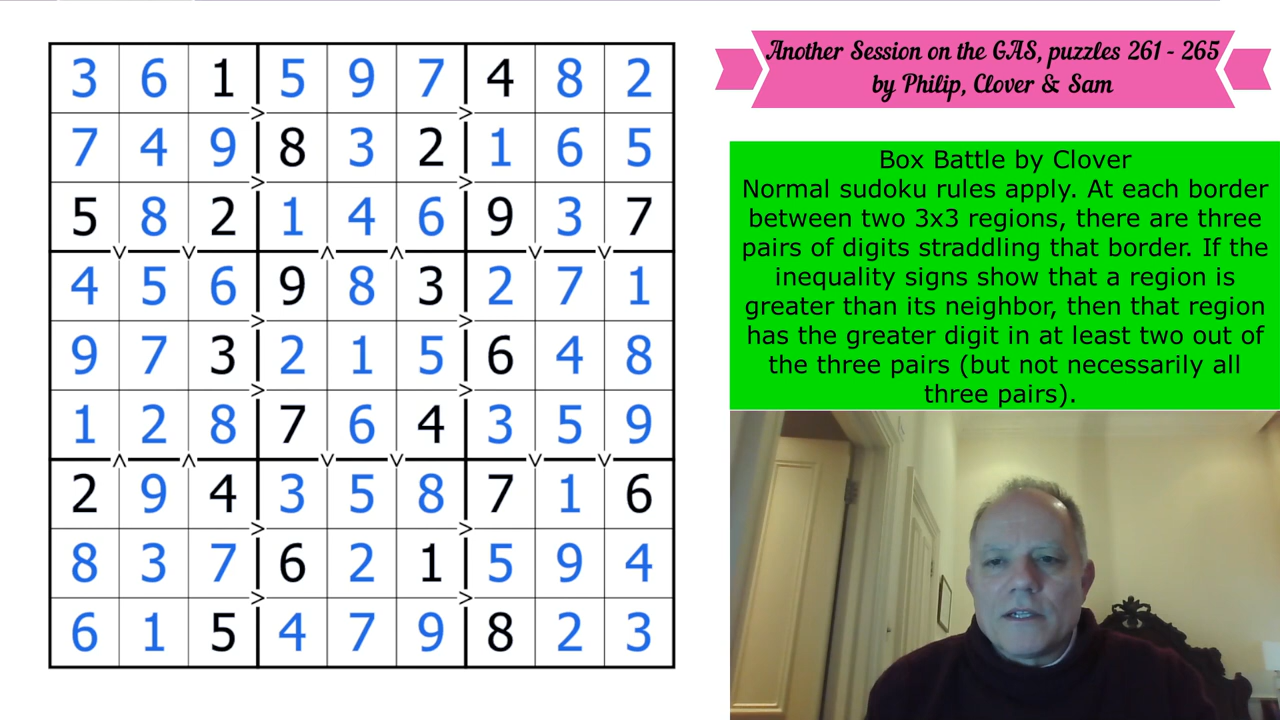 Another Session on the GAS, puzzles 261 - 265
by Philip, Clover & Sam
Box Battle by Clover
Normal sudoku rules apply. At each border
between two 3x3 regions, there are three
pairs of digits straddling that border. If the
inequality signs show that a region is
greater than its neighbor, then that region
has the greater digit in at least two out of
the three pairs (but not necessarily all
three pairs).
3 6 1 5 9 7 4 8 2
> >
7 4 9 8 3 2 1 6 5
> >
5 8 2 1 4 6 9 3 7
˅ ˅ ˄ ˄ ˅ ˅
4 5 6 9 8 3 2 7 1
> >
9 7 3 2 1 5 6 4 8
> >
1 2 8 7 6 4 3 5 9
˄ ˄ ˅ ˅ ˅ ˅
2 9 4 3 5 8 7 1 6
> >
8 3 7 6 2 1 5 9 4
> >
6 1 5 4 7 9 8 2 3